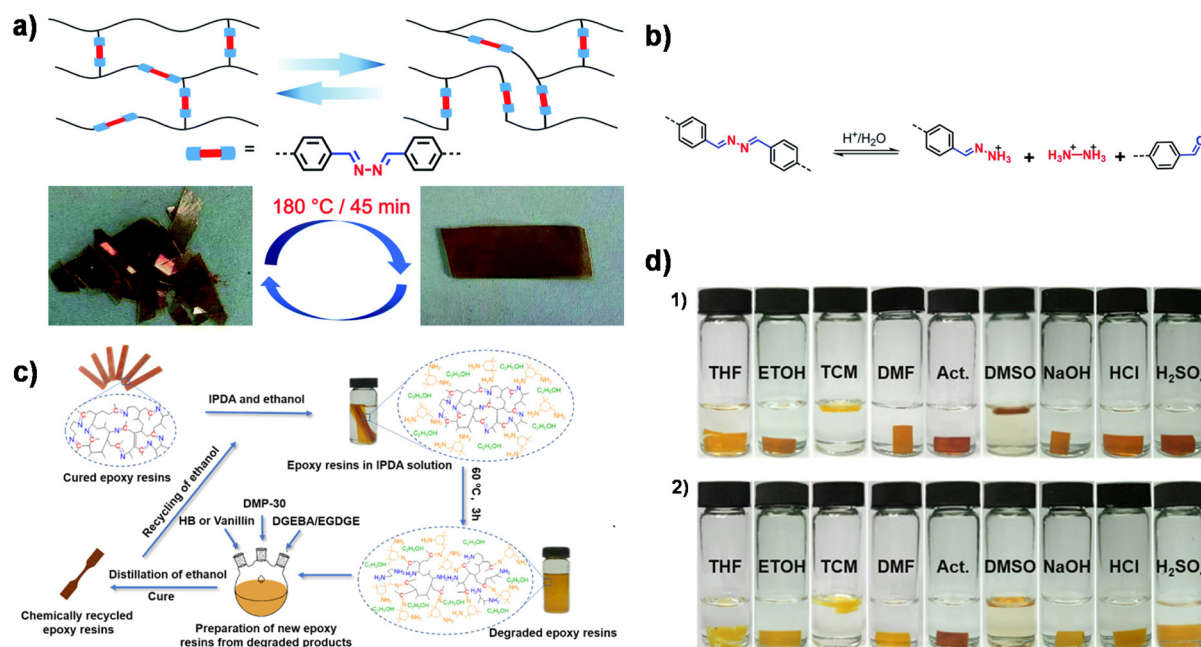 a)
=
N-N
180 °C / 45 min
b)
H⁺/H₂O
N-N
N
NH₃
+
+
H₃N-NH₃
+ +
+
O
+
c)
IPDA and ethanol
Cured epoxy resins
Epoxy resins in IPDA solution
Recycling of ethanol
60 °C, 3h
DMP-30
HB or Vanillin
DGEBA/EGDGE
Distillation of ethanol
Cure
Chemically recycled
epoxy resins
Preparation of new epoxy
resins from degraded products
Degraded epoxy resins
C₂H₅OH
NH₂
H₂N
d)
1)
THF ETOH TCM DMF Act. DMSO NaOH HCl H₂SO
2)
THF ETOH TCM DMF Act. DMSO NaOH HCl H₂SO